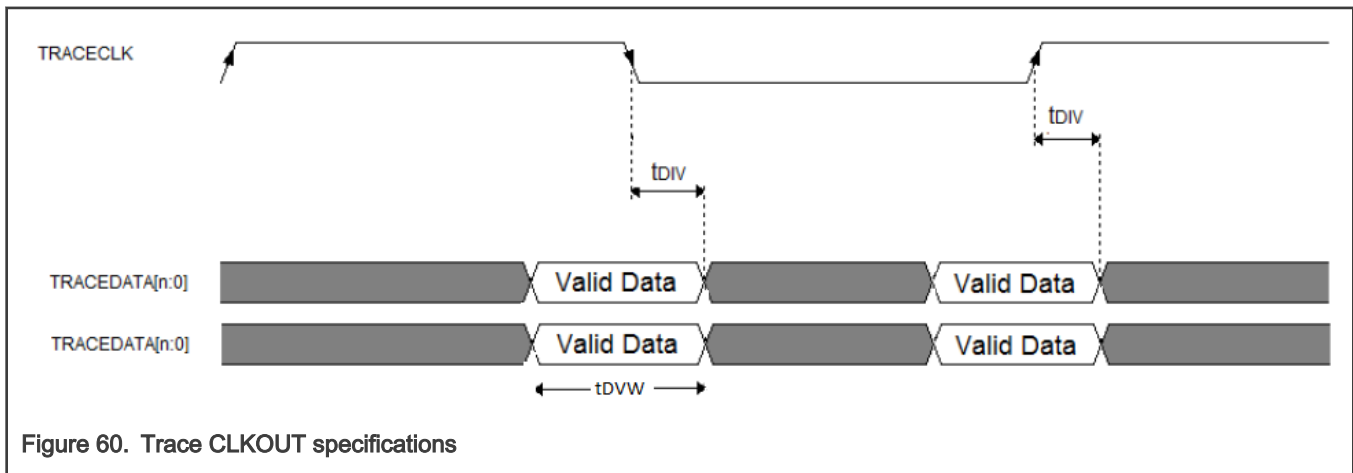 TRACECLK
tDIV
tDIV
TRACEDATA[n:0] Valid Data Valid Data
TRACEDATA[n:0] Valid Data Valid Data
tDVW
Figure 60. Trace CLKOUT specifications